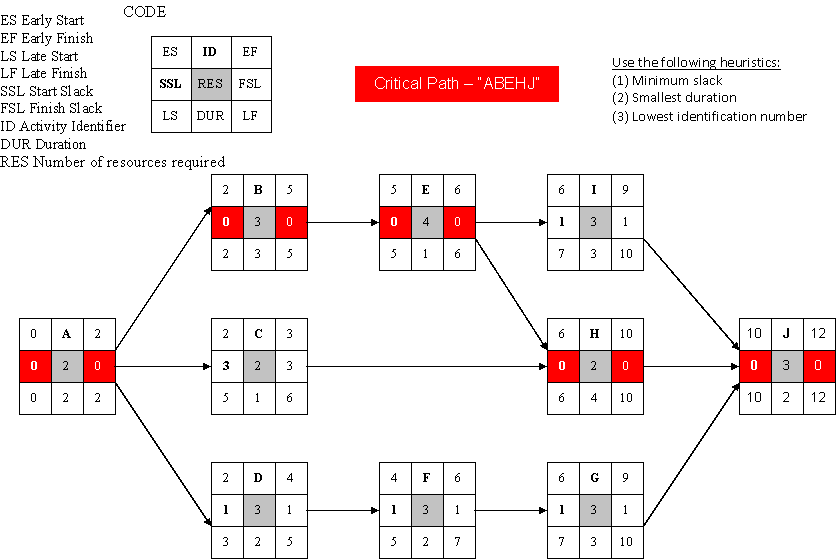 CODE
ES Early Start
EF Early Finish
LS Late Start
LF Late Finish
SSL Start Slack
FSL Finish Slack
ID Activity Identifier
DUR Duration
RES Number of resources required
ES ID EF
SSL RES FSL
LS DUR LF
Critical Path – "ABEHJ"
Use the following heuristics:
(1) Minimum slack
(2) Smallest duration
(3) Lowest identification number
2 B 5
0 3 0
2 3 5
5 E 6
0 4 0
5 1 6
6 I 9
1 3 1
7 3 10
0 A 2
0 2 0
0 2 2
2 C 3
3 2 3
5 1 6
6 H 10
0 2 0
6 4 10
10 J 12
0 3 0
10 2 12
2 D 4
1 3 1
3 2 5
4 F 6
1 3 1
5 2 7
6 G 9
1 3 1
7 3 10